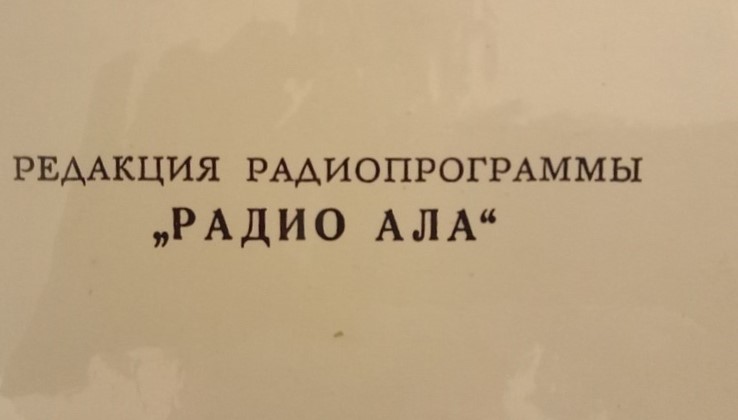 РЕДАКЦИЯ РАДИОПРОГРАММЫ
„РАДИО АЛА“